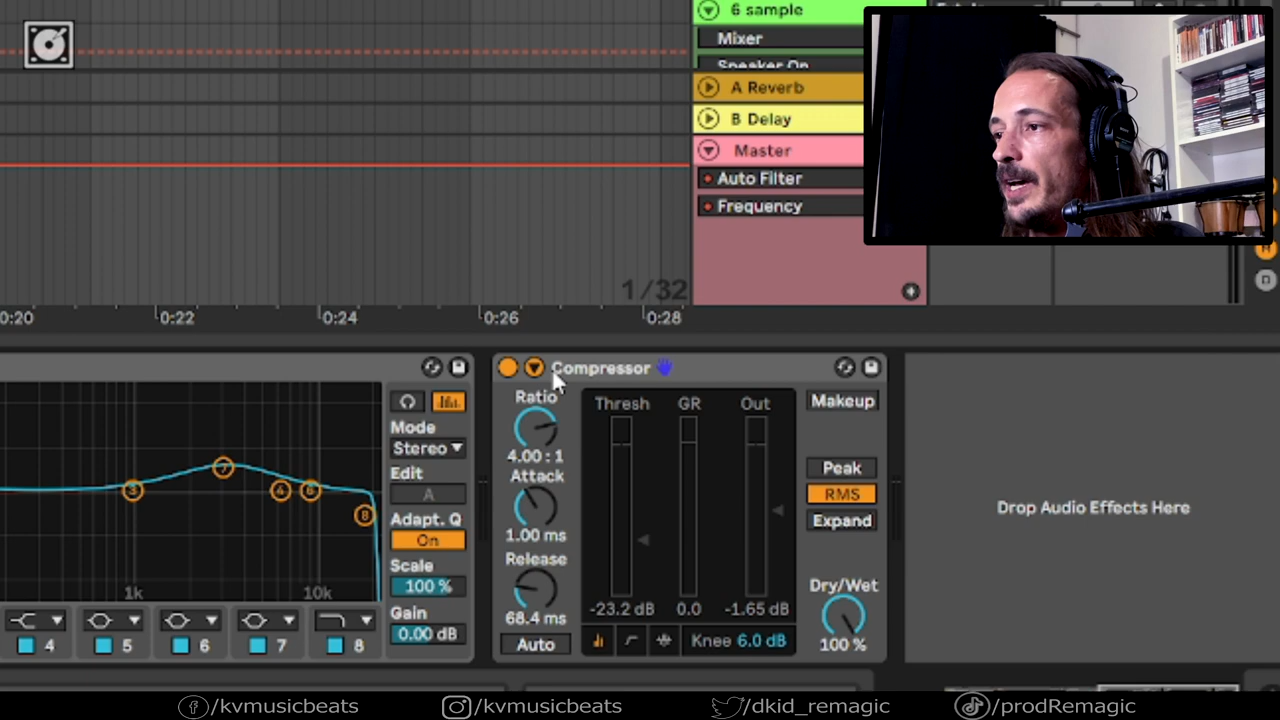 6 sample
Mixer
Speaker On
A Reverb
B Delay
Master
Auto Filter
Frequency
1/32
0:20
0:22
0:24
0:26
0:28
H
D
Mode
Stereo
Edit
A
Adapt. Q
On
Scale
100 %
Gain
0.00 dB
1k
10k
4
5
6
7
8
3
7
4
6
8
Compressor
Ratio
4.00 : 1
Attack
1.00 ms
Release
68.4 ms
Auto
Thresh
GR
Out
-23.2 dB
0.0
-1.65 dB
Knee 6.0 dB
Makeup
Peak
RMS
Expand
Dry/Wet
100 %
Drop Audio Effects Here
/kvmusicbeats
/kvmusicbeats
/dkid_remagic
/prodRemagic